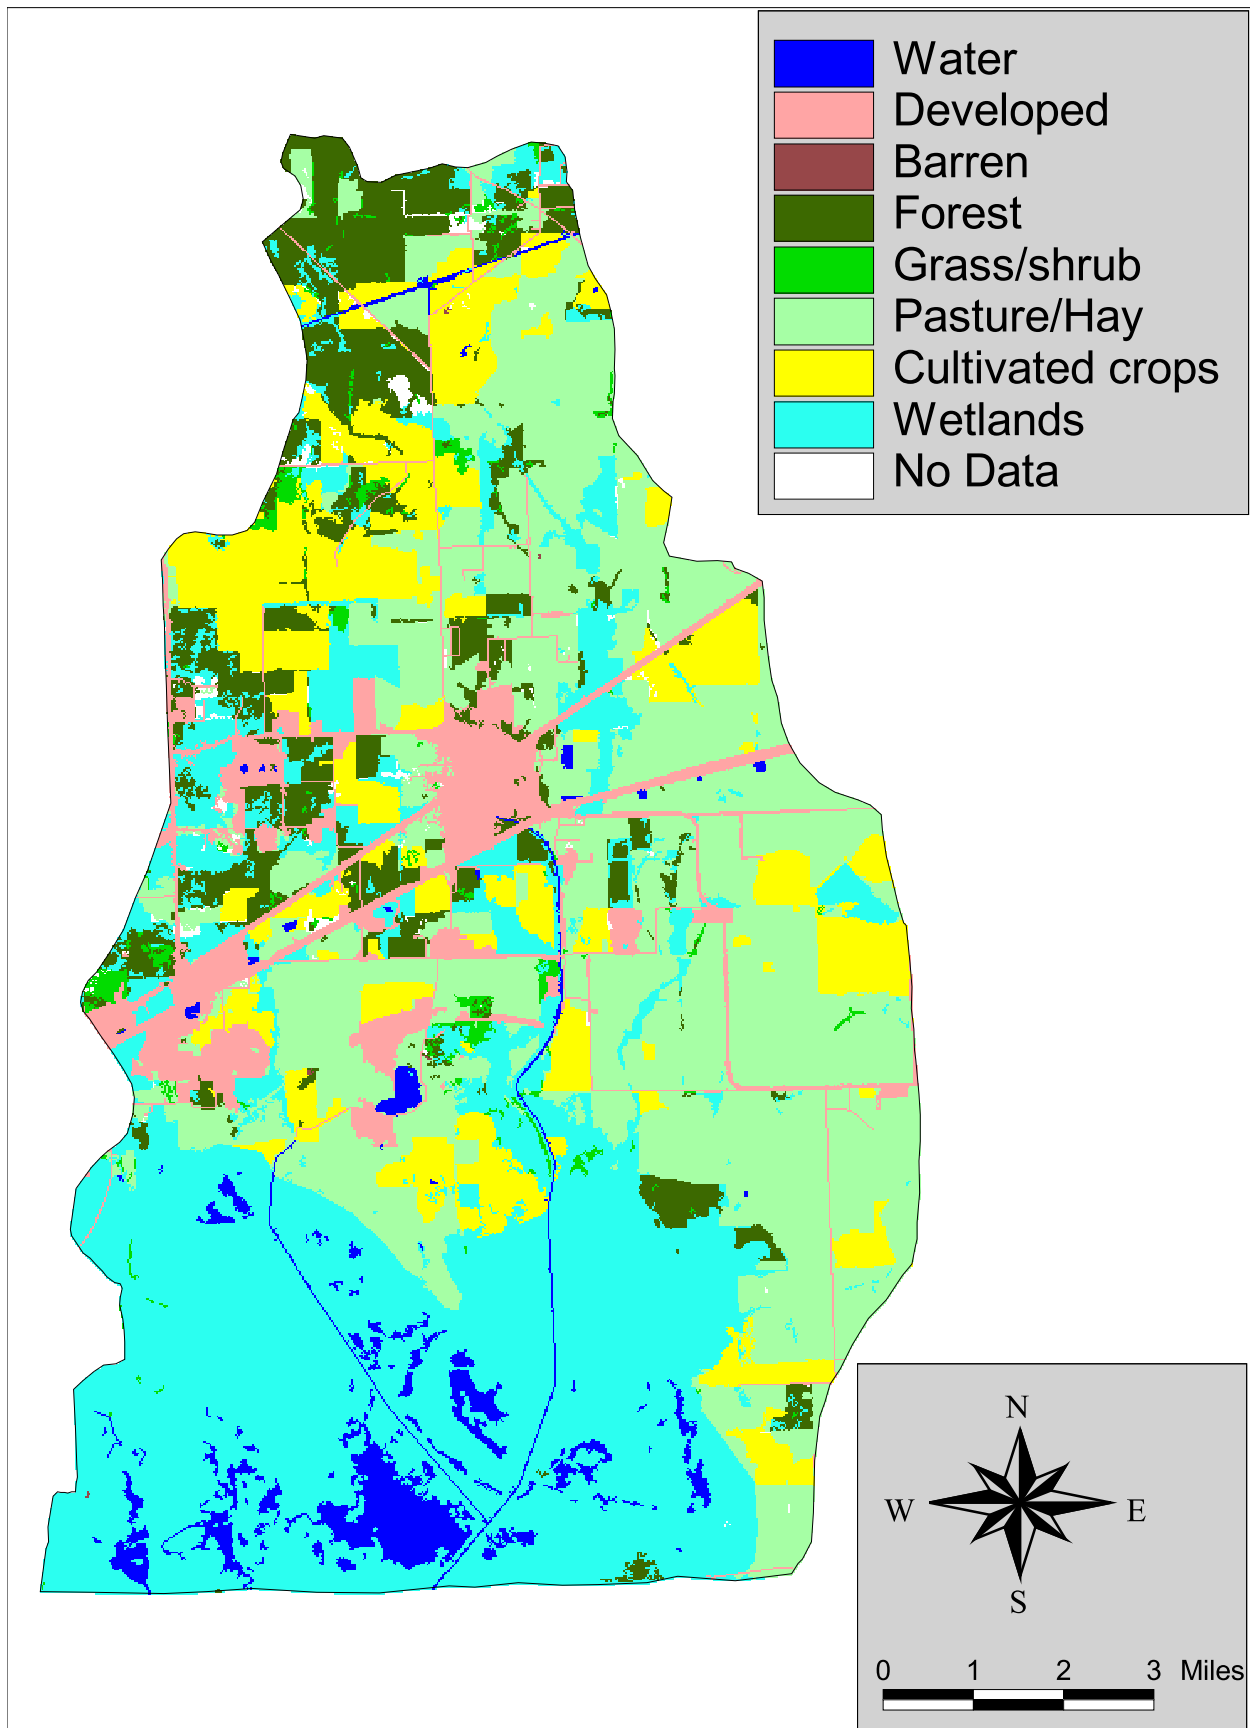 Water
Developed
Barren
Forest
Grass/shrub
Pasture/Hay
Cultivated crops
Wetlands
No Data
N
W E
S
0 1 2 3 Miles